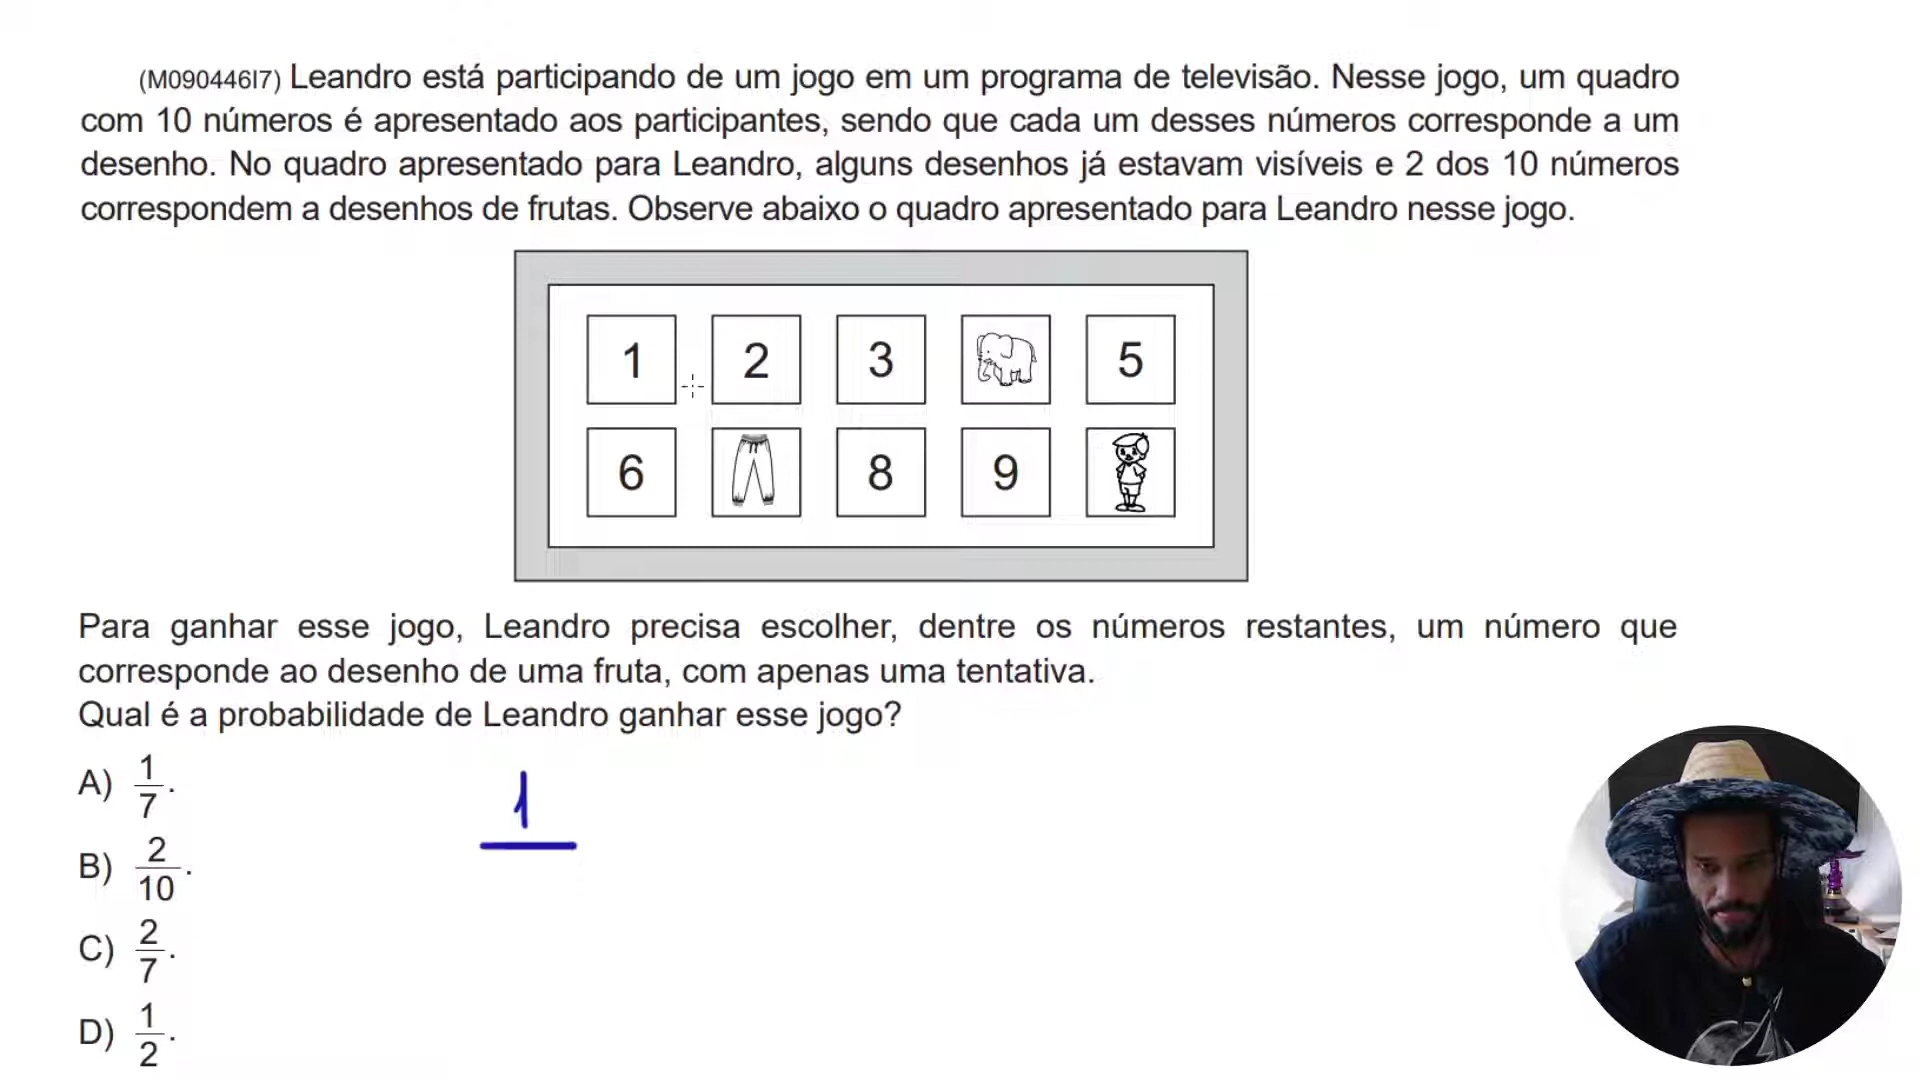 (M090446I7) Leandro está participando de um jogo em um programa de televisão. Nesse jogo, um quadro
com 10 números é apresentado aos participantes, sendo que cada um desses números corresponde a um
desenho. No quadro apresentado para Leandro, alguns desenhos já estavam visíveis e 2 dos 10 números
correspondem a desenhos de frutas. Observe abaixo o quadro apresentado para Leandro nesse jogo.
1 2 3 5
6 8 9
Para ganhar esse jogo, Leandro precisa escolher, dentre os números restantes, um número que
corresponde ao desenho de uma fruta, com apenas uma tentativa.
Qual é a probabilidade de Leandro ganhar esse jogo?
A) 1/7.
B) 2/10.
C) 2/7.
D) 1/2.
1